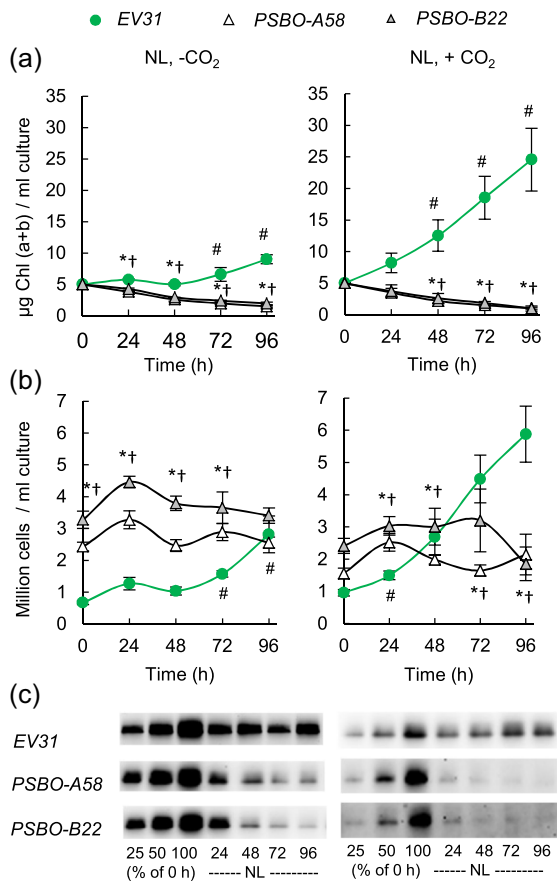 EV31 PSBO-A58 PSBO-B22
(a) NL, -CO₂ NL, + CO₂
µg Chl (a+b) / ml culture
35
30
25
20
15
10
5
0
*† *† # #
*† *†
0 24 48 72 96
Time (h)
35
30
25
20
15
10
5
0
# # #
*† *† *†
0 24 48 72 96
Time (h)
(b)
Million cells / ml culture
7
6
5
4
3
2
1
0
*† *† *† *†
# #
0 24 48 72 96
Time (h)
7
6
5
4
3
2
1
0
*† *†
# *† *†
0 24 48 72 96
Time (h)
(c)
EV31
PSBO-A58
PSBO-B22
25 50 100 24 48 72 96 25 50 100 24 48 72 96
(% of 0 h) ------ NL --------- (% of 0 h) ------ NL ---------